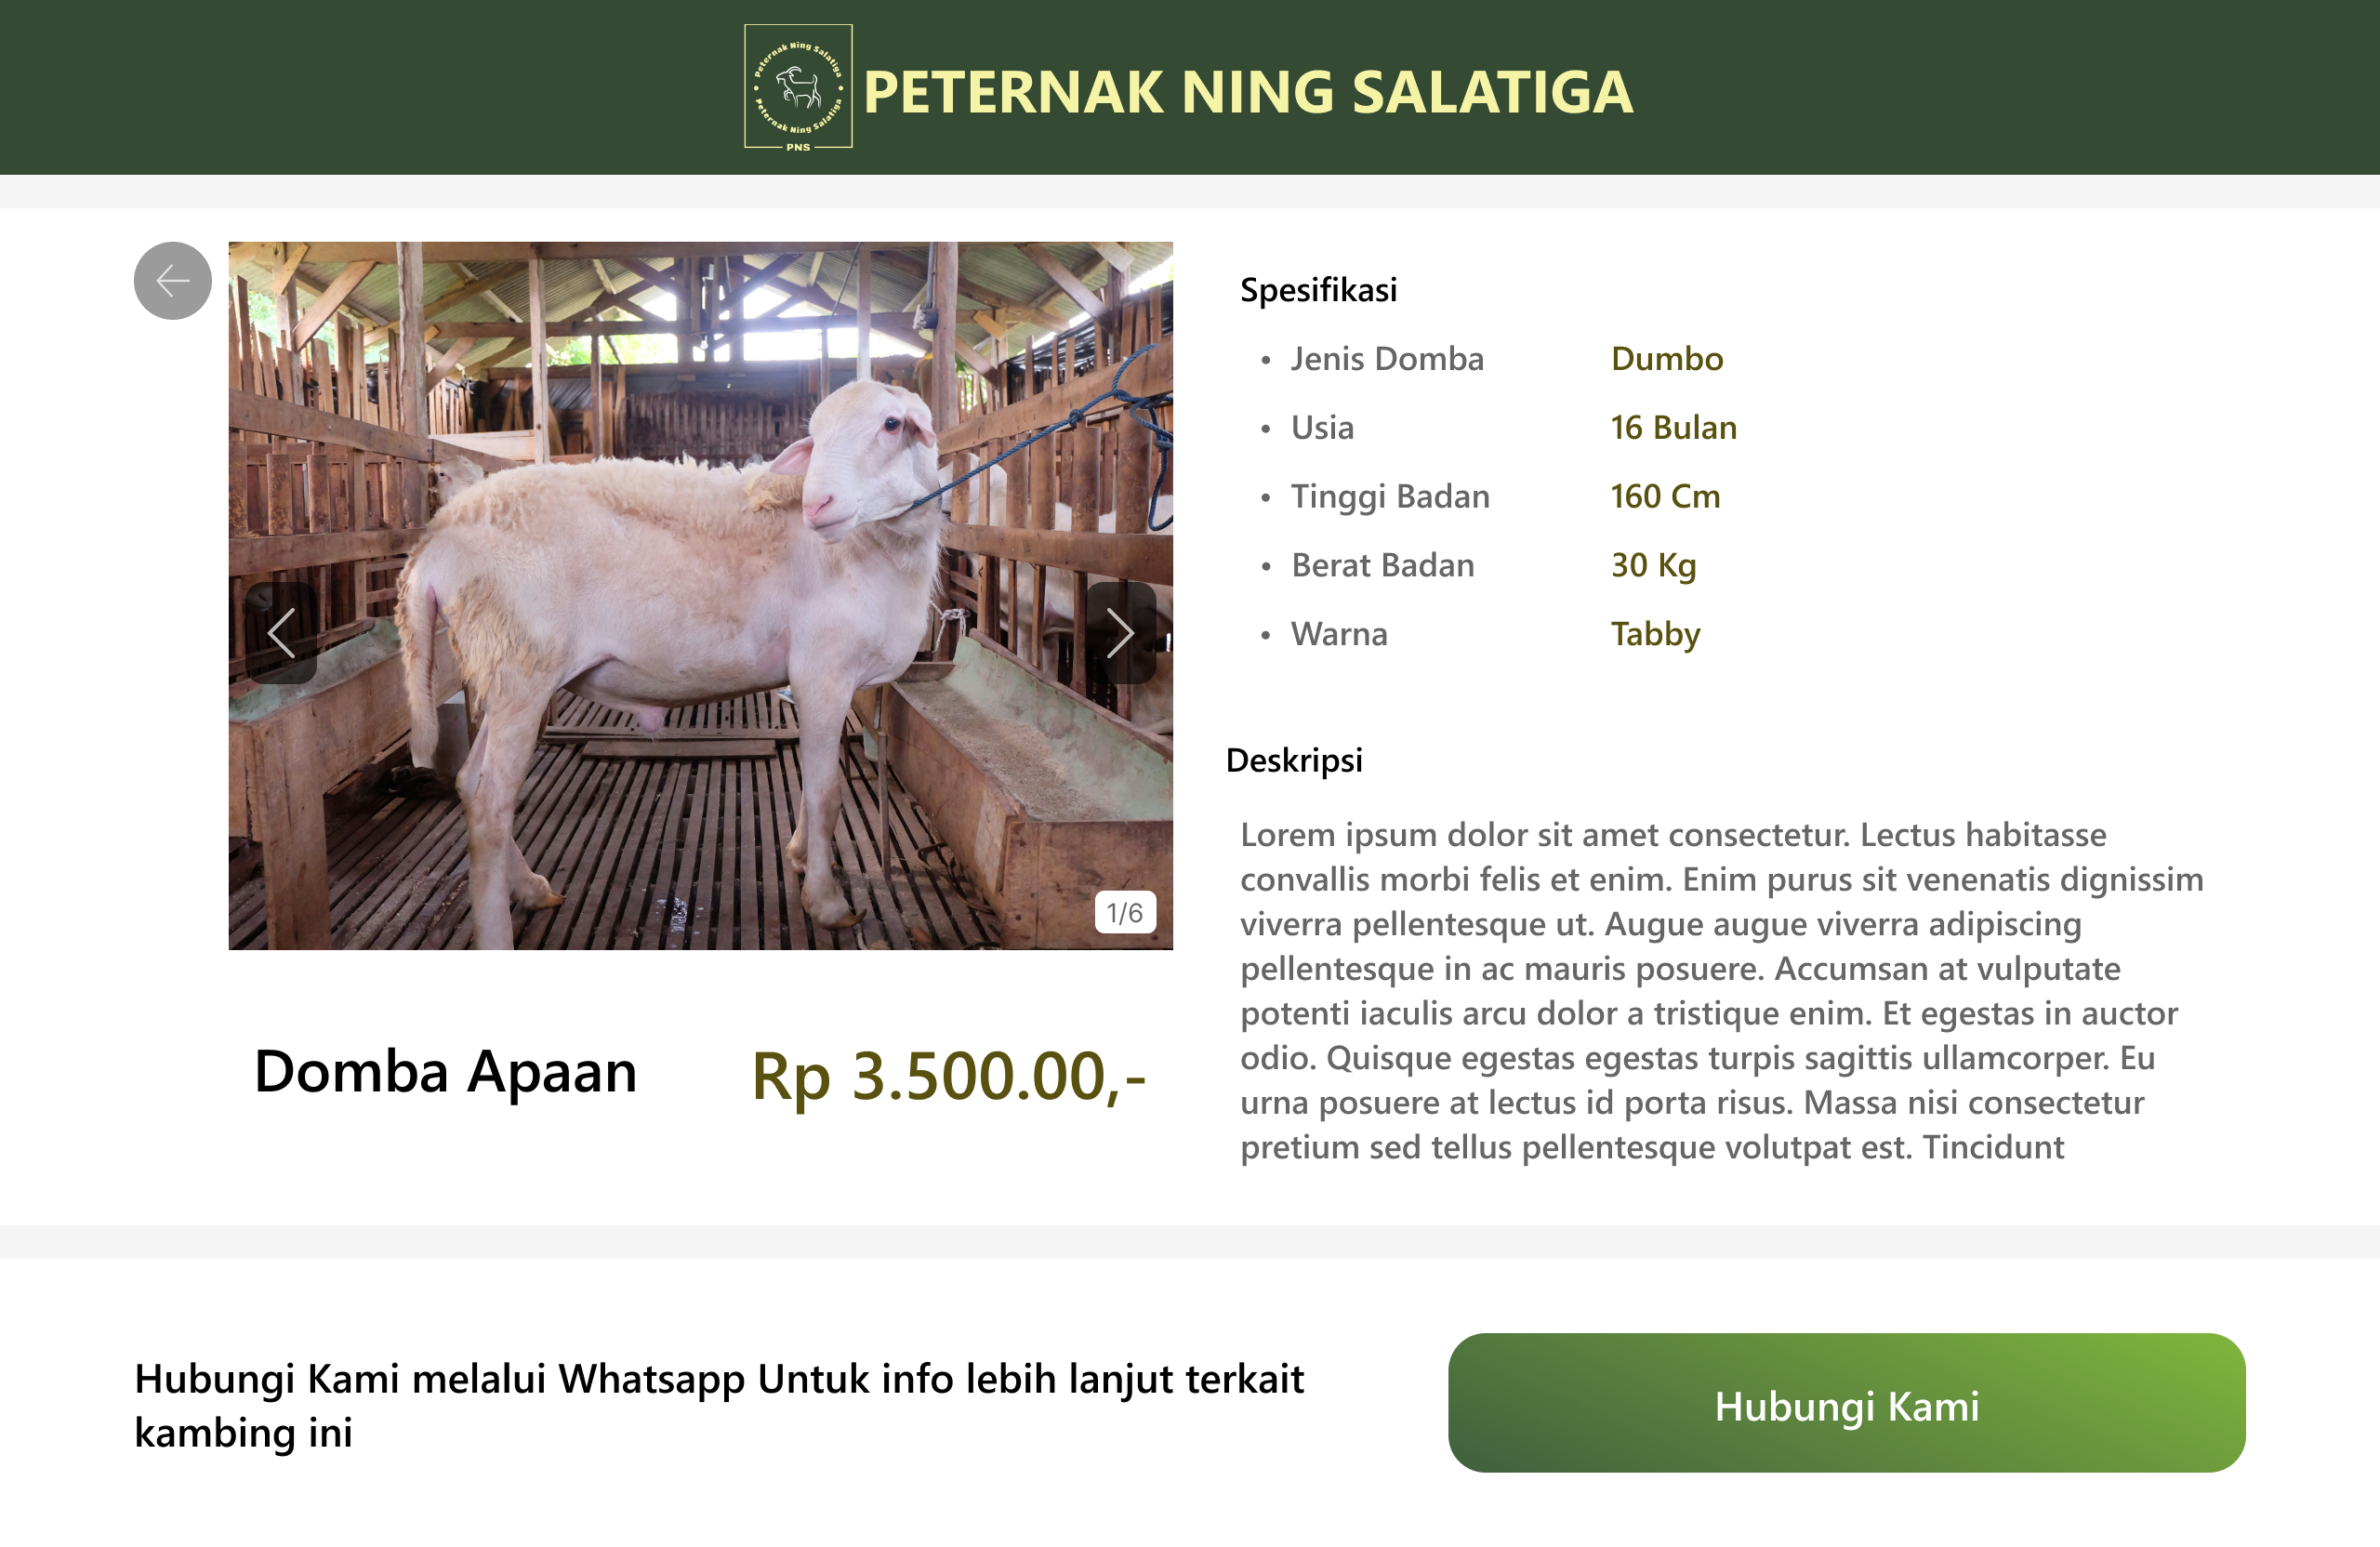 Peternak Ning Salatiga
Peternak Ning Salatiga
PNS
PETERNAK NING SALATIGA
1/6
Domba Apaan
Rp 3.500.00,-
Spesifikasi
• Jenis Domba Dumbo
• Usia 16 Bulan
• Tinggi Badan 160 Cm
• Berat Badan 30 Kg
• Warna Tabby
Deskripsi
Lorem ipsum dolor sit amet consectetur. Lectus habitasse
convallis morbi felis et enim. Enim purus sit venenatis dignissim
viverra pellentesque ut. Augue augue viverra adipiscing
pellentesque in ac mauris posuere. Accumsan at vulputate
potenti iaculis arcu dolor a tristique enim. Et egestas in auctor
odio. Quisque egestas egestas turpis sagittis ullamcorper. Eu
urna posuere at lectus id porta risus. Massa nisi consectetur
pretium sed tellus pellentesque volutpat est. Tincidunt
Hubungi Kami melalui Whatsapp Untuk info lebih lanjut terkait
kambing ini
Hubungi Kami